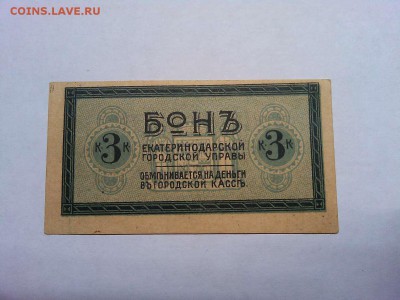 COINS.LAVE.RU
БОНЪ
К 3 К К 3 К
ЕКАТЕРИНОДАРСКОЙ
ГОРОДСКОЙ УПРАВЫ
ОБМѢНИВАЕТСЯ НА ДЕНЬГИ
ВЪ ГОРОДСКОЙ КАССѢ.